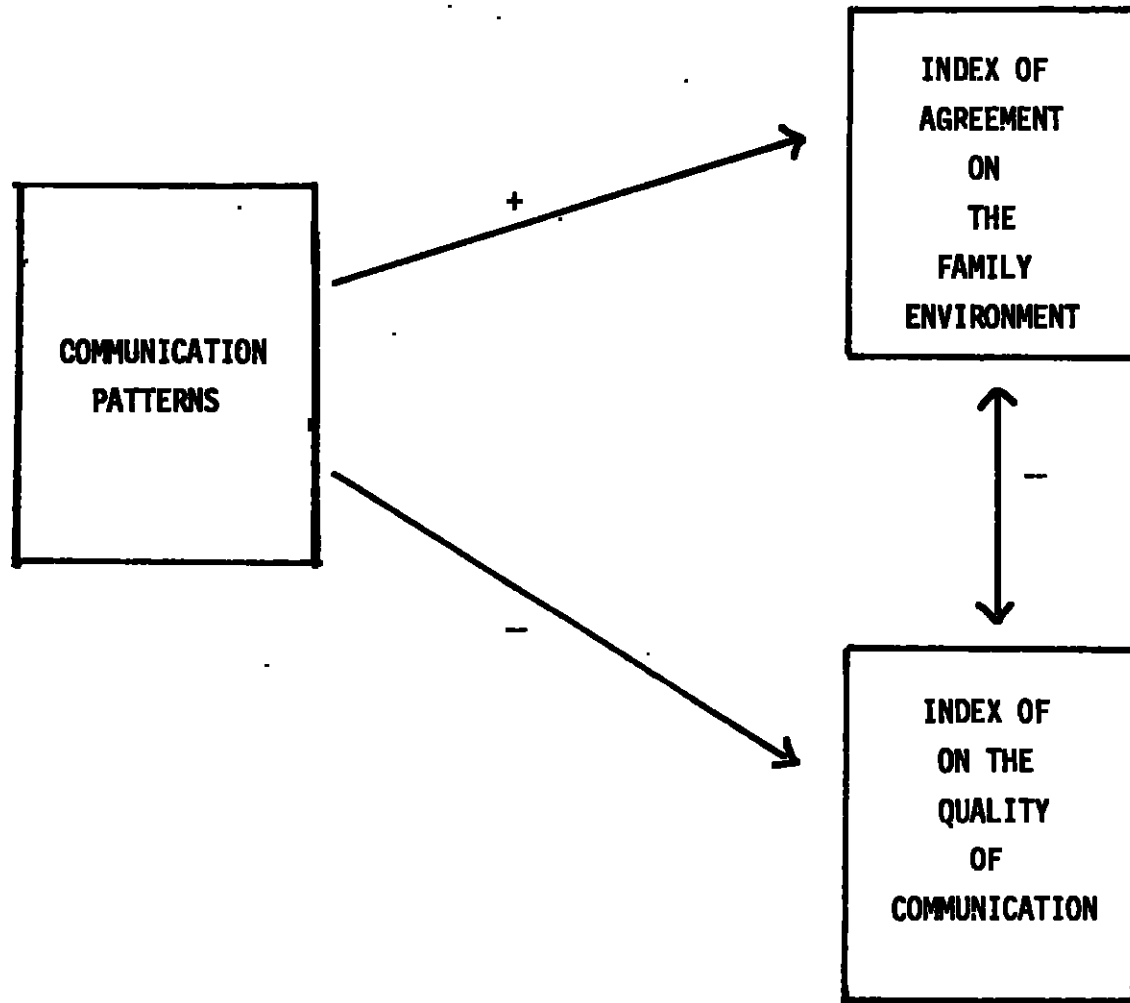 INDEX OF
AGREEMENT
ON
THE
FAMILY
ENVIRONMENT
+
COMMUNICATION
PATTERNS
—
—
INDEX OF
ON THE
QUALITY
OF
COMMUNICATION